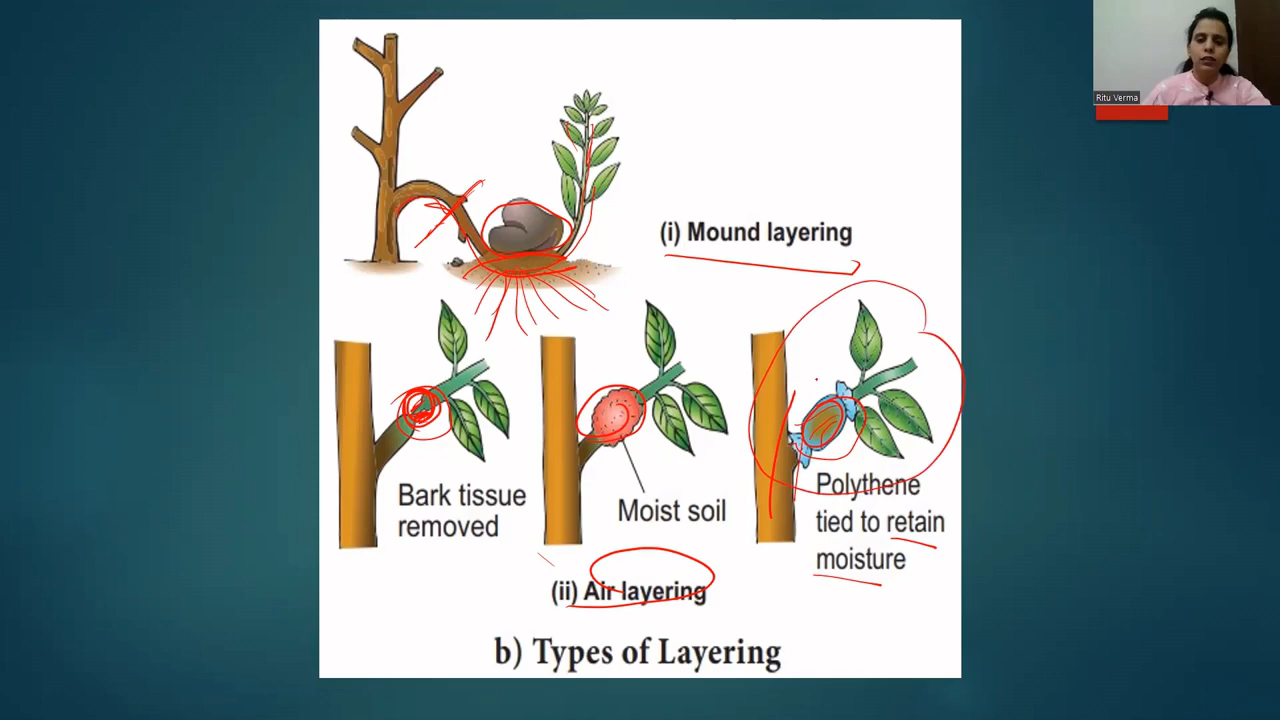 Ritu Verma
(i) Mound layering
Bark tissue
removed
Moist soil
Polythene
tied to retain
moisture
(ii) Air layering
b) Types of Layering